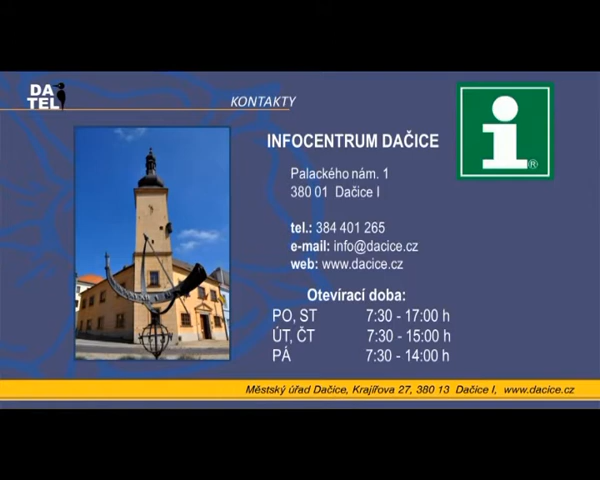 DA
TEL
KONTAKTY
INFOCENTRUM DAČICE
Palackého nám. 1
380 01 Dačice I
tel.: 384 401 265
e-mail: info@dacice.cz
web: www.dacice.cz
Otevírací doba:
PO, ST 7:30 - 17:00 h
ÚT, ČT 7:30 - 15:00 h
PÁ 7:30 - 14:00 h
i ®
Městský úřad Dačice, Krajířova 27, 380 13 Dačice I, www.dacice.cz